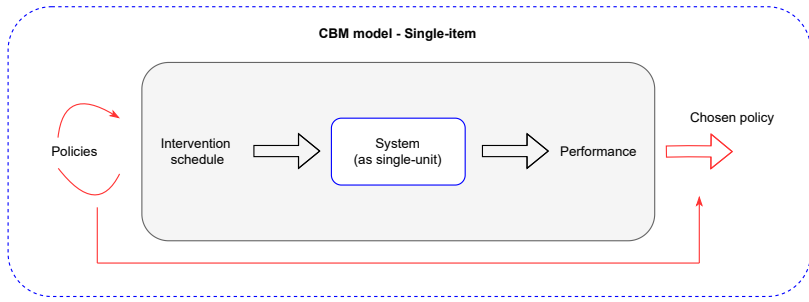 CBM model - Single-item
Chosen policy
Policies
Intervention
schedule
System
(as single-unit)
Performance